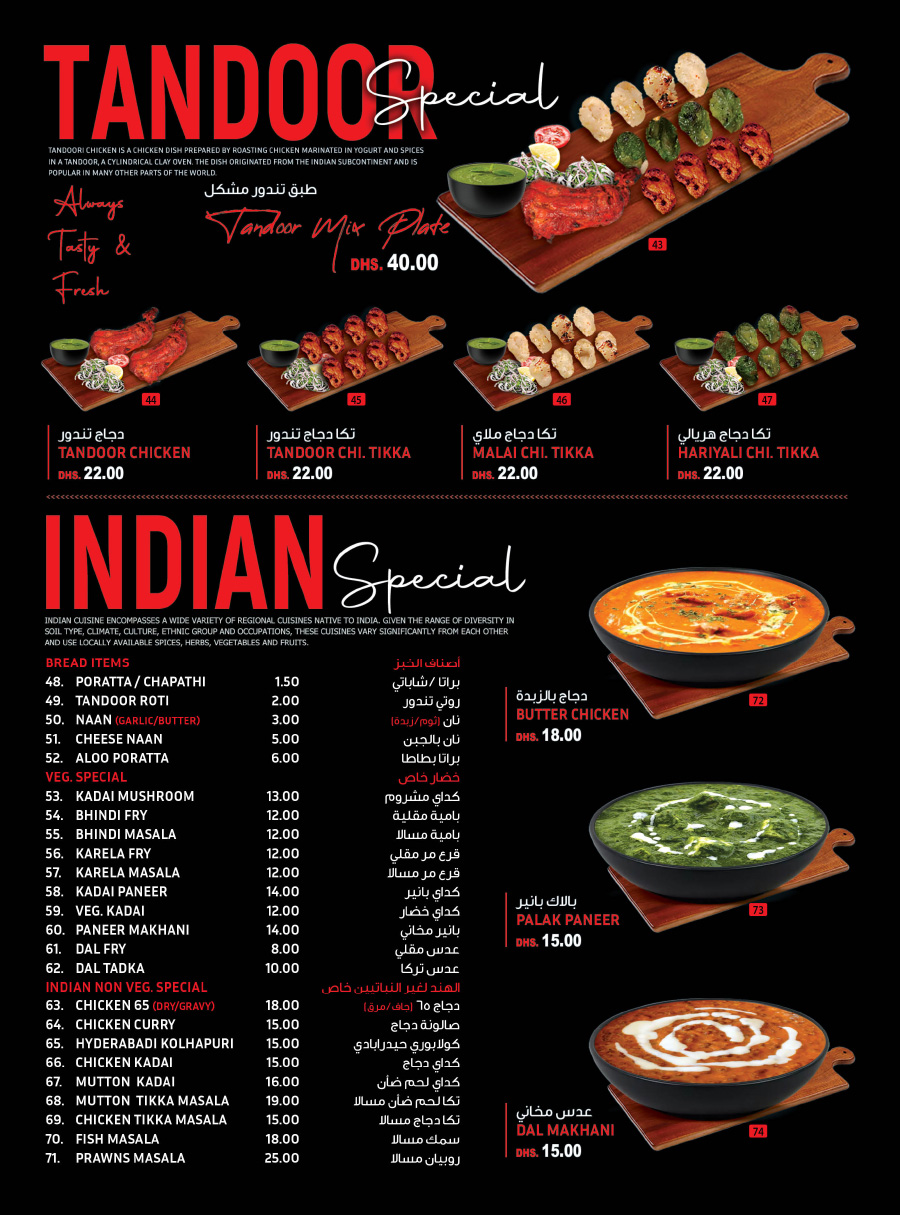 TANDOOR Special
TANDOORI CHICKEN IS A CHICKEN DISH PREPARED BY ROASTING CHICKEN MARINATED IN YOGURT AND SPICES
IN A TANDOOR, A CYLINDRICAL CLAY OVEN. THE DISH ORIGINATED FROM THE INDIAN SUBCONTINENT AND IS
POPULAR IN MANY OTHER PARTS OF THE WORLD.
Always
Tasty &
Fresh
طبق تندور مشكل
Tandoor Mix Plate
DHS. 40.00
43
44
دجاج تندور
TANDOOR CHICKEN
DHS. 22.00
45
تكا دجاج تندور
TANDOOR CHI. TIKKA
DHS. 22.00
46
تكا دجاج ملاي
MALAI CHI. TIKKA
DHS. 22.00
47
تكا دجاج هريالي
HARIYALI CHI. TIKKA
DHS. 22.00
INDIAN Special
INDIAN CUISINE ENCOMPASSES A WIDE VARIETY OF REGIONAL CUISINES NATIVE TO INDIA. GIVEN THE RANGE OF DIVERSITY IN
SOIL TYPE, CLIMATE, CULTURE, ETHNIC GROUP AND OCCUPATIONS, THESE CUISINES VARY SIGNIFICANTLY FROM EACH OTHER
AND USE LOCALLY AVAILABLE SPICES, HERBS, VEGETABLES AND FRUITS.
BREAD ITEMS أصناف الخبز
48. PORATTA / CHAPATHI 1.50 براتا /شاباتي
49. TANDOOR ROTI 2.00 روتي تندور
50. NAAN (GARLIC/BUTTER) 3.00 نان (ثوم/زبدة)
51. CHEESE NAAN 5.00 نان بالجبن
52. ALOO PORATTA 6.00 براتا بطاطا
VEG. SPECIAL خضار خاص
53. KADAI MUSHROOM 13.00 كداي مشروم
54. BHINDI FRY 12.00 بامية مقلية
55. BHINDI MASALA 12.00 بامية مسالا
56. KARELA FRY 12.00 قرع مر مقلي
57. KARELA MASALA 12.00 قرع مر مسالا
58. KADAI PANEER 14.00 كداي بانير
59. VEG. KADAI 12.00 كداي خضار
60. PANEER MAKHANI 14.00 بانير مخاني
61. DAL FRY 8.00 عدس مقلي
62. DAL TADKA 10.00 عدس تركا
INDIAN NON VEG. SPECIAL الهند لغير النباتيين خاص
63. CHICKEN 65 (DRY/GRAVY) 18.00 دجاج ٦٥ (جاف/مرق)
64. CHICKEN CURRY 15.00 صالونة دجاج
65. HYDERABADI KOLHAPURI 15.00 كولابوري حيدرابادي
66. CHICKEN KADAI 15.00 كداي دجاج
67. MUTTON KADAI 16.00 كداي لحم ضأن
68. MUTTON TIKKA MASALA 19.00 تكا لحم ضأن مسالا
69. CHICKEN TIKKA MASALA 15.00 تكا دجاج مسالا
70. FISH MASALA 18.00 سمك مسالا
71. PRAWNS MASALA 25.00 روبيان مسالا
72
دجاج بالزبدة
BUTTER CHICKEN
DHS. 18.00
73
بالاك بانير
PALAK PANEER
DHS. 15.00
74
عدس مخاني
DAL MAKHANI
DHS. 15.00